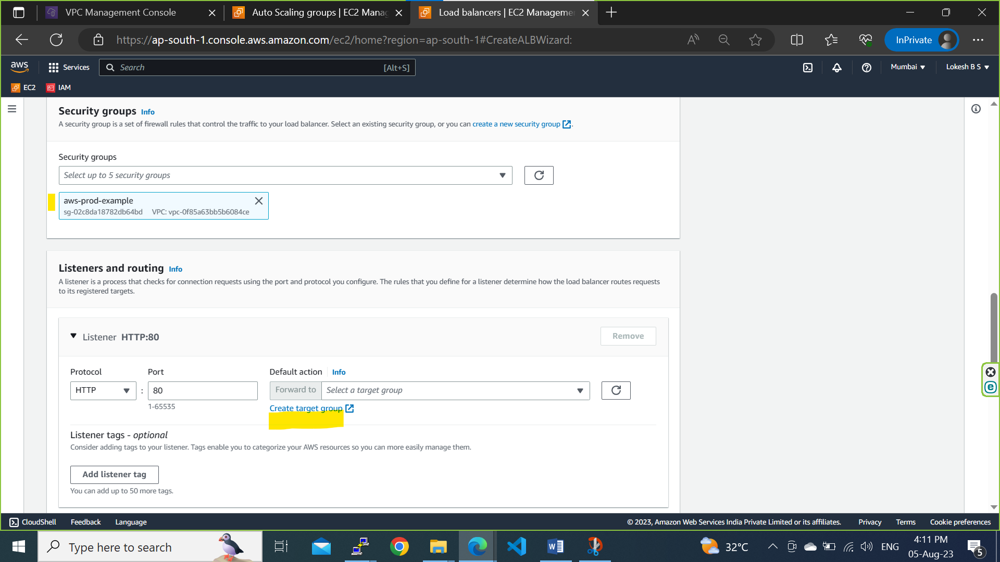 VPC Management Console
Auto Scaling groups | EC2 Manag
Load balancers | EC2 Manageme
https://ap-south-1.console.aws.amazon.com/ec2/home?region=ap-south-1#CreateALBWizard:
InPrivate
aws
Services
Search
[Alt+S]
Mumbai
Lokesh B S
EC2
IAM
Security groups Info
A security group is a set of firewall rules that control the traffic to your load balancer. Select an existing security group, or you can create a new security group.
Security groups
Select up to 5 security groups
aws-prod-example
sg-02c8da18782db64bd VPC: vpc-0f85a63bb5b6084ce
Listeners and routing Info
A listener is a process that checks for connection requests using the port and protocol you configure. The rules that you define for a listener determine how the load balancer routes requests
to its registered targets.
Listener HTTP:80
Remove
Protocol
Port
Default action Info
HTTP
:
80
Forward to
Select a target group
1-65535
Create target group
Listener tags - optional
Consider adding tags to your listener. Tags enable you to categorize your AWS resources so you can more easily manage them.
Add listener tag
You can add up to 50 more tags.
CloudShell
Feedback
Language
© 2023, Amazon Web Services India Private Limited or its affiliates.
Privacy
Terms
Cookie preferences
Type here to search
32°C
ENG
4:11 PM
05-Aug-23
5